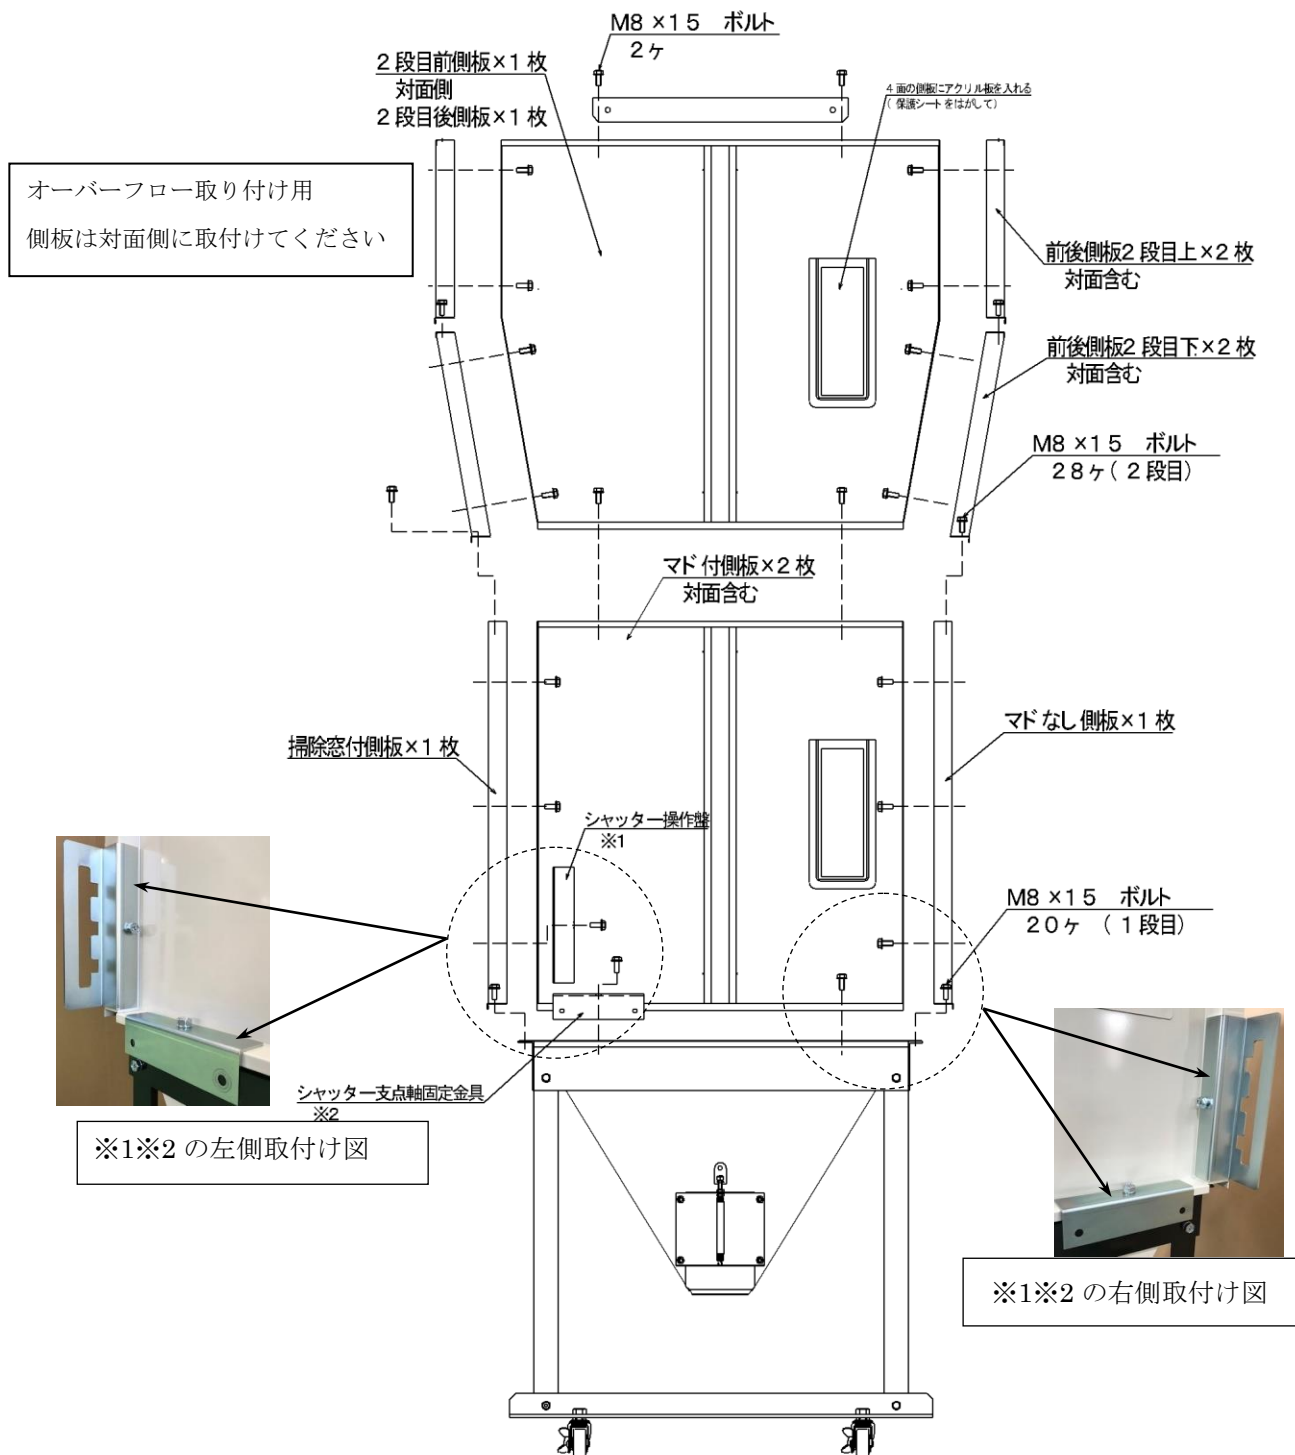 M8×15 ボルト
2ヶ
2段目前側板×1枚
対面側
2段目後側板×1枚
4面の側板にアクリル板を入れる
(保護シートをはがして)
オーバーフロー取り付け用
側板は対面側に取付けてください
前後側板2段目上×2枚
対面含む
前後側板2段目下×2枚
対面含む
M8×15 ボルト
28ヶ(2段目)
マド付側板×2枚
対面含む
マドなし側板×1枚
掃除窓付側板×1枚
シャッター操作盤
※1
M8×15 ボルト
20ヶ (1段目)
シャッター支点軸固定金具
※2
※1※2 の左側取付け図
※1※2 の右側取付け図